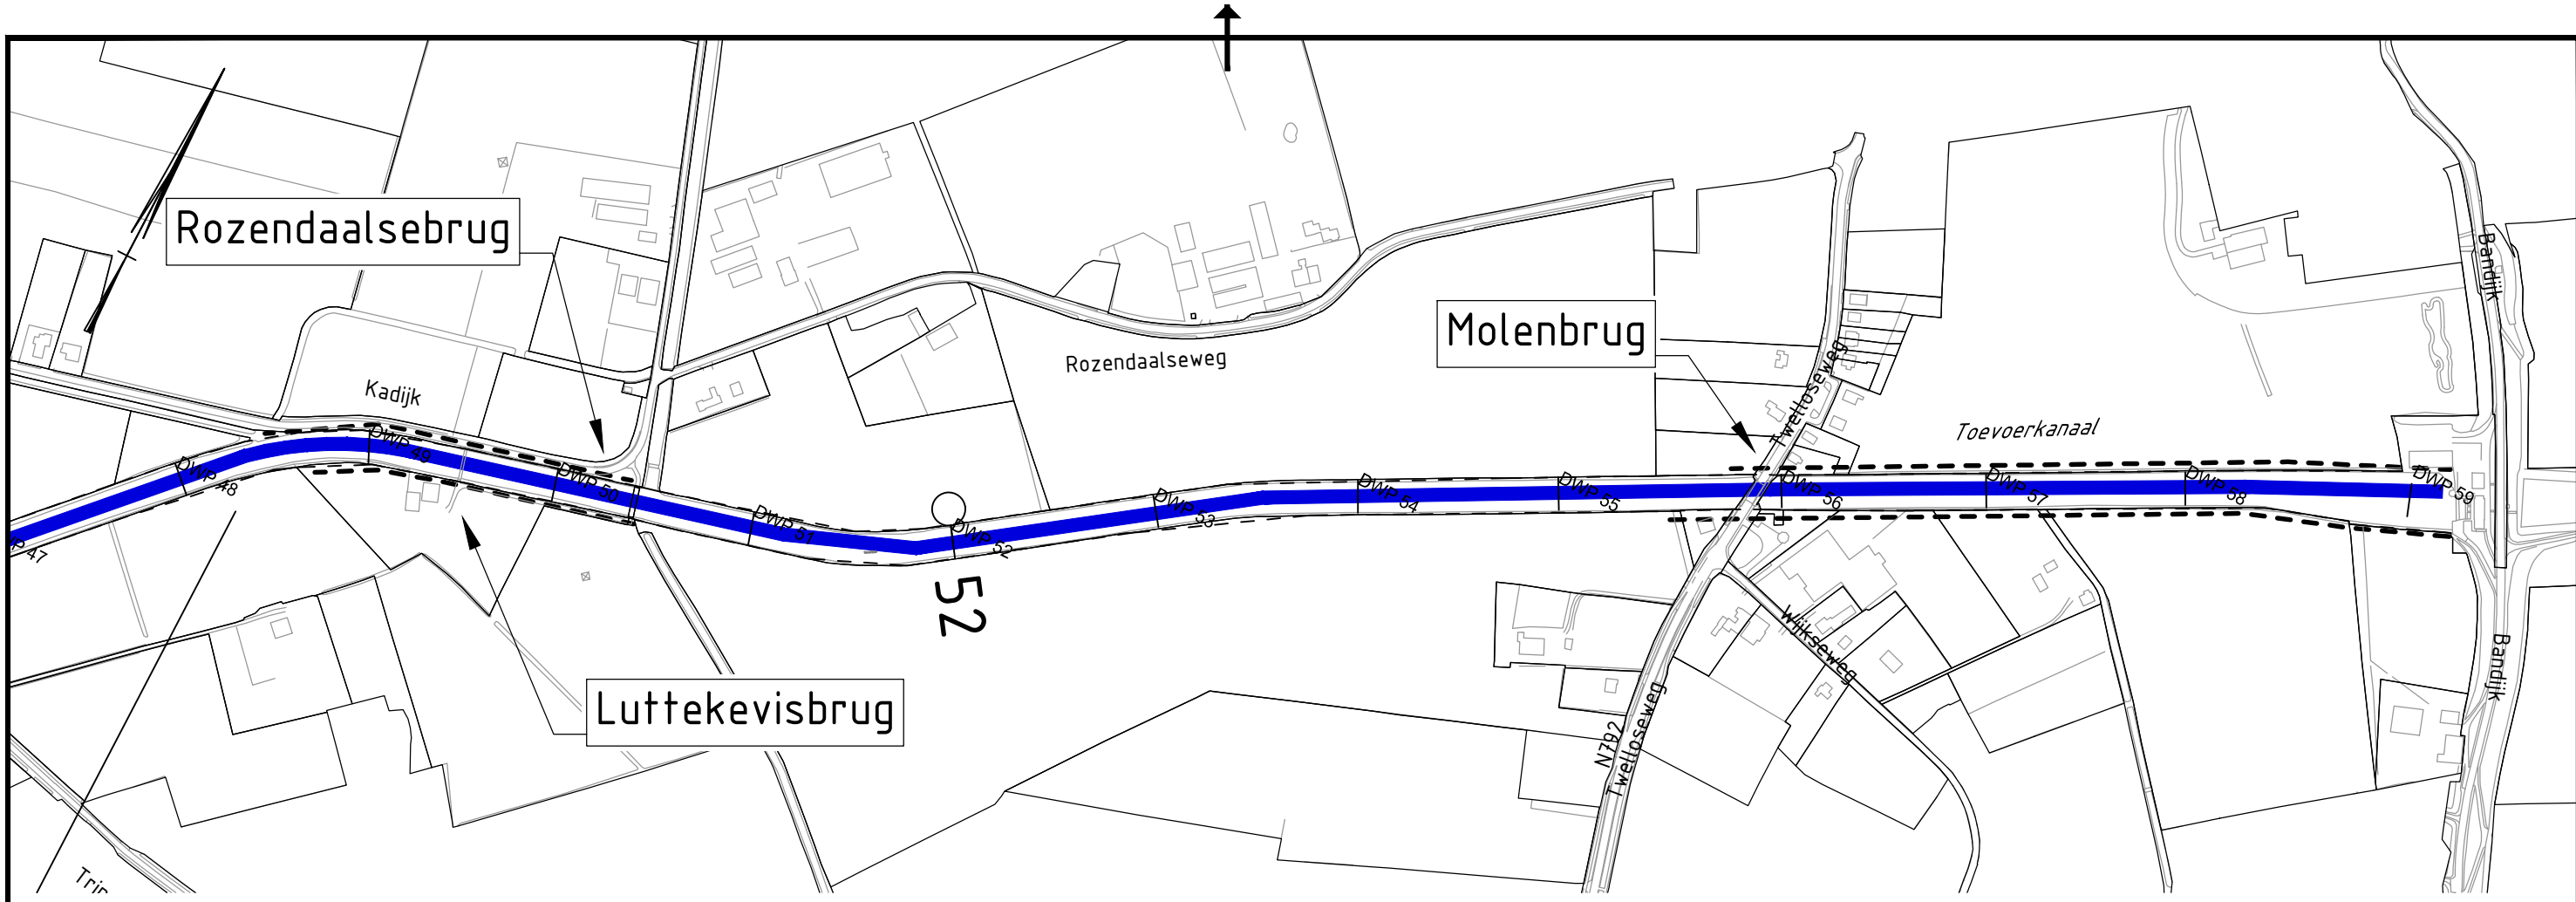 Rozendaalsebrug
Kadijk
Rozendaalseweg
Molenbrug
Twelloseweg
Toevoerkanaal
Bandijk
DWP 48
DWP 49
DWP 50
DWP 51
DWP 52
DWP 53
DWP 54
DWP 55
DWP 56
DWP 57
DWP 58
DWP 59
52
Luttekevisbrug
Wijkseweg
N792
Twelloseweg
Bandijk